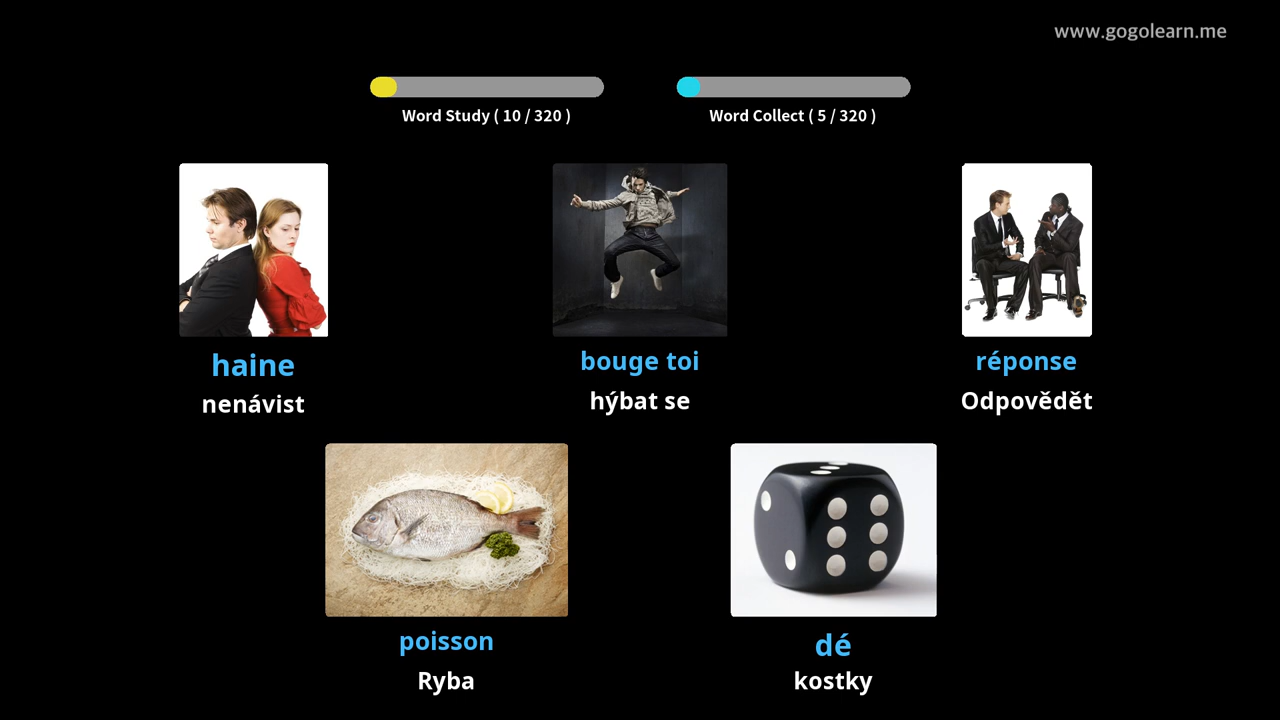 www.gogolearn.me
Word Study ( 10 / 320 )
Word Collect ( 5 / 320 )
haine
nenávist
bouge toi
hýbat se
réponse
Odpovědět
poisson
Ryba
dé
kostky